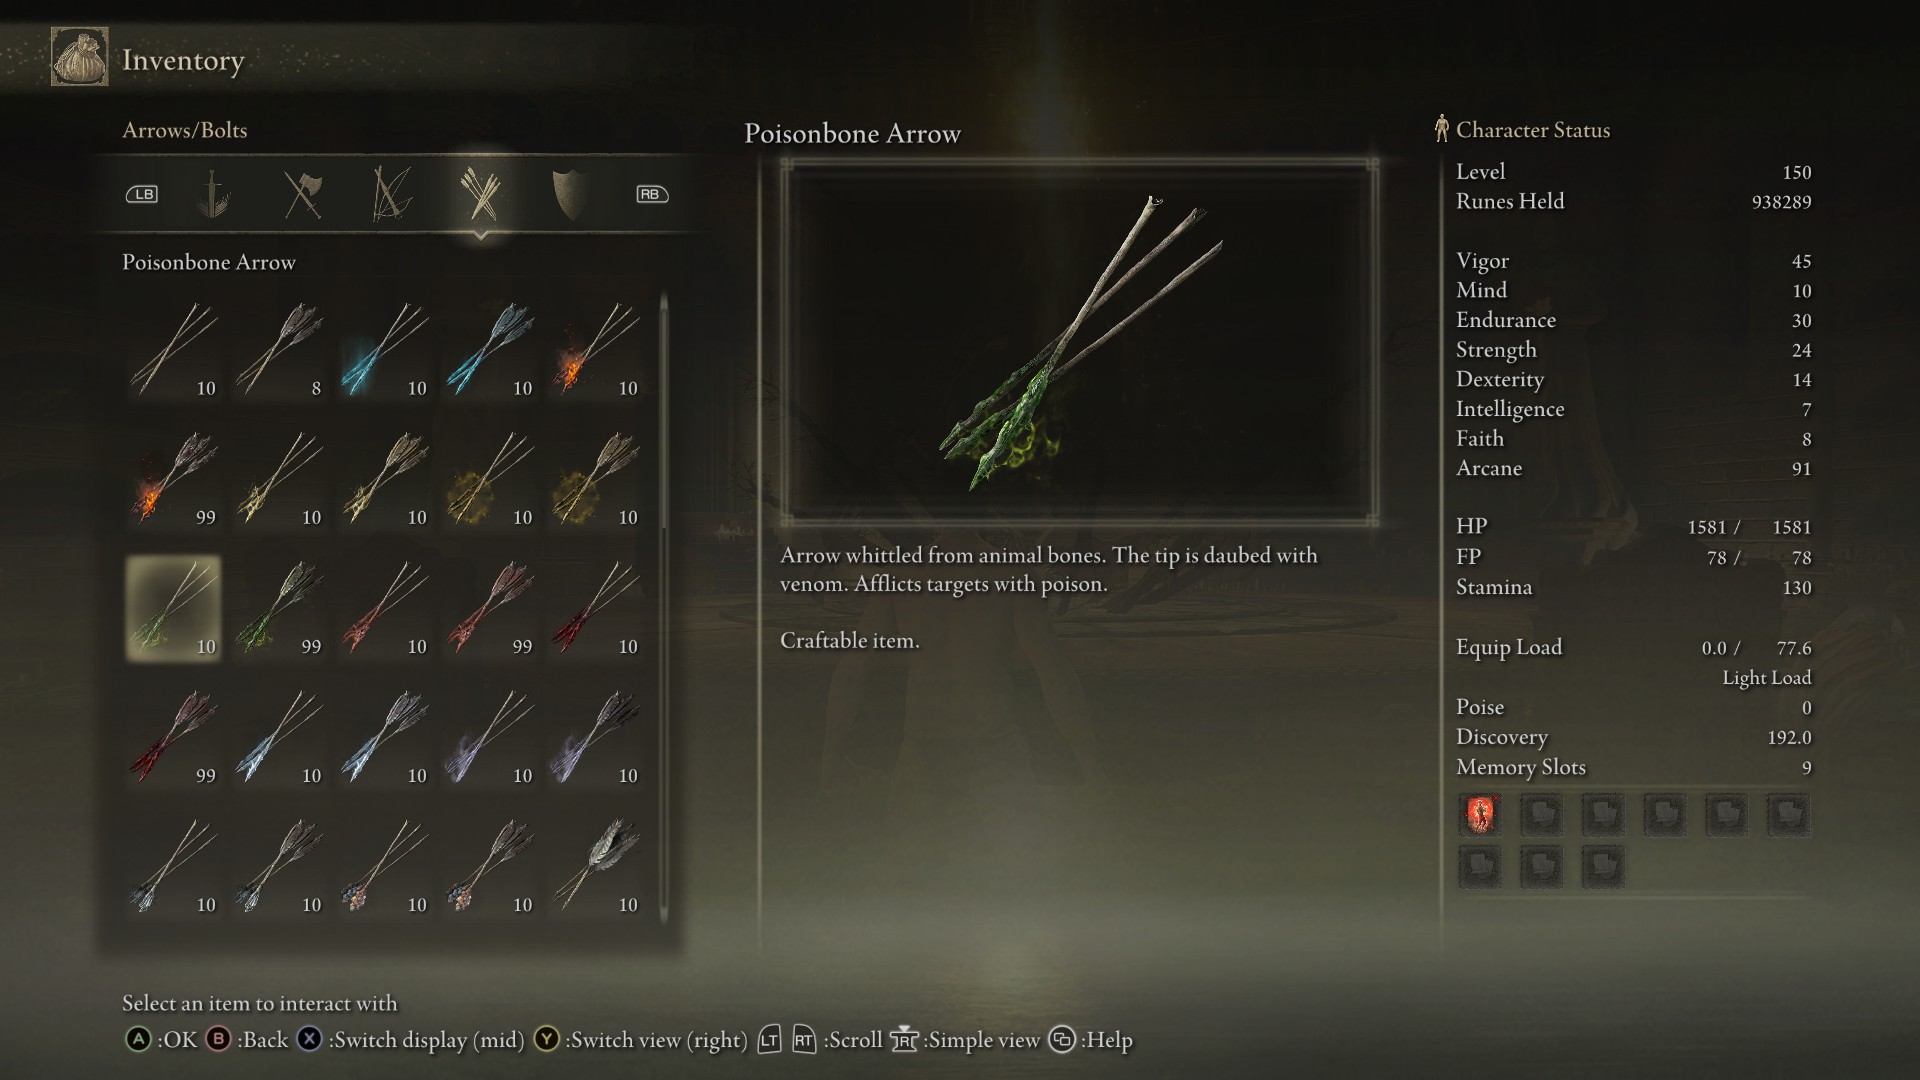 Inventory
Arrows/Bolts
LB
RB
Poisonbone Arrow
10 8 10 10 10
99 10 10 10 10
10 99 10 99 10
99 10 10 10 10
10 10 10 10 10
Poisonbone Arrow
Arrow whittled from animal bones. The tip is daubed with
venom. Afflicts targets with poison.
Craftable item.
Character Status
Level 150
Runes Held 938289
Vigor 45
Mind 10
Endurance 30
Strength 24
Dexterity 14
Intelligence 7
Faith 8
Arcane 91
HP 1581 / 1581
FP 78 / 78
Stamina 130
Equip Load 0.0 / 77.6
Light Load
Poise 0
Discovery 192.0
Memory Slots 9
Select an item to interact with
A :OK B :Back X :Switch display (mid) Y :Switch view (right) LT RT :Scroll R :Simple view :Help